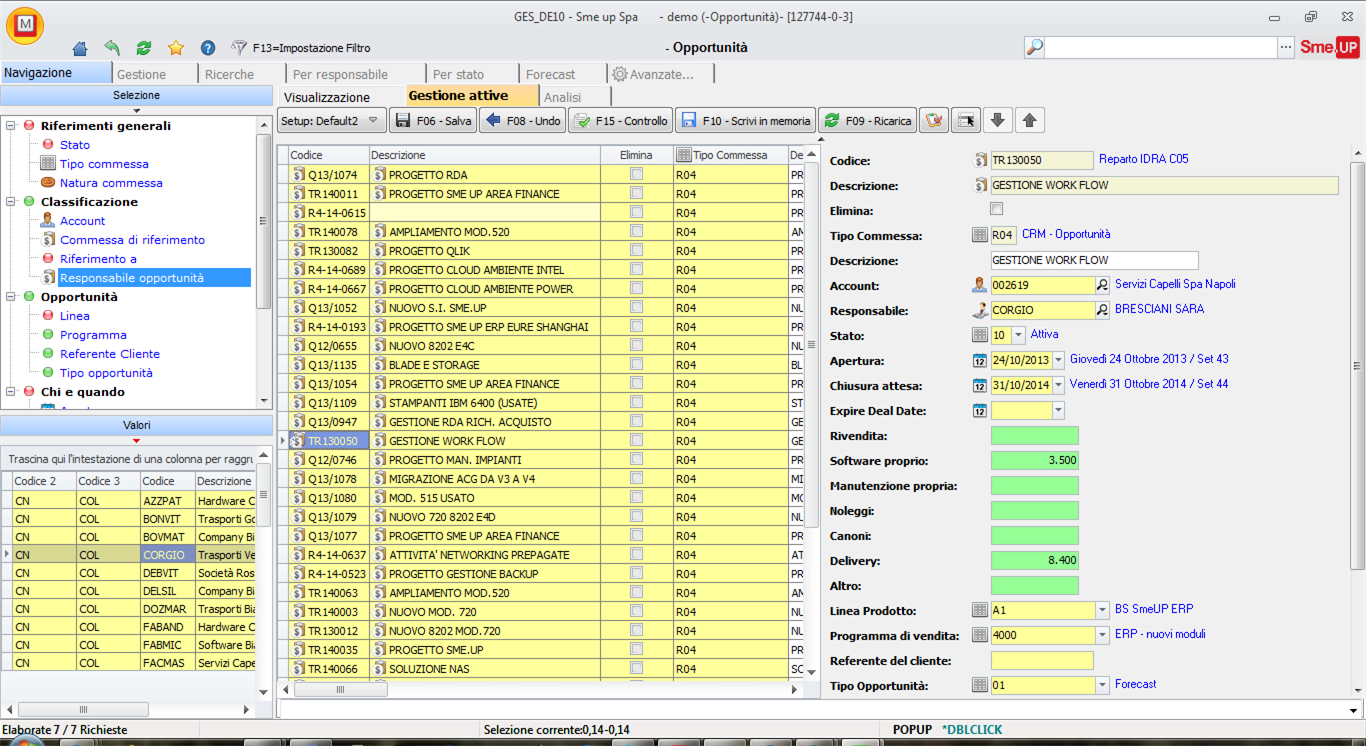 GES_DE10 - Sme up Spa - demo (-Opportunità)- [127744-0-3]
M
F13=Impostazione Filtro
- Opportunità
Sme.UP
Navigazione Gestione Ricerche Per responsabile Per stato Forecast Avanzate...
Selezione
Riferimenti generali
Stato
Tipo commessa
Natura commessa
Classificazione
Account
Commessa di riferimento
Riferimento a
Responsabile opportunità
Opportunità
Linea
Programma
Referente Cliente
Tipo opportunità
Chi e quando
Valori
Trascina qui l'intestazione di una colonna per raggru
Codice 2 Codice 3 Codice Descrizione
CN COL AZZPAT Hardware C
CN COL BONVIT Trasporti Go
CN COL BOVMAT Company Bi
CN COL CORGIO Trasporti Ve
CN COL DEBVIT Società Ros
CN COL DELSIL Company Bi
CN COL DOZMAR Trasporti Bia
CN COL FABAND Hardware C
CN COL FABMIC Software Bi
CN COL FACMAS Servizi Cape
Visualizzazione Gestione attive Analisi
Setup: Default2 F06 - Salva F08 - Undo F15 - Controllo F10 - Scrivi in memoria F09 - Ricarica
Codice Descrizione Elimina Tipo Commessa De
Q13/1074 PROGETTO RDA R04 PR
TR140011 PROGETTO SME UP AREA FINANCE R04 PR
R4-14-0615 R04 PR
TR140078 AMPLIAMENTO MOD.520 R04 AM
TR130082 PROGETTO QLIK R04 PR
R4-14-0689 PROGETTO CLOUD AMBIENTE INTEL R04 PR
R4-14-0667 PROGETTO CLOUD AMBIENTE POWER R04 PR
Q13/1052 NUOVO S.I. SME.UP R04 NU
R4-14-0193 PROGETTO SME UP ERP EURE SHANGHAI R04 PR
Q12/0655 NUOVO 8202 E4C R04 NU
Q13/1135 BLADE E STORAGE R04 BL
Q13/1054 PROGETTO SME UP AREA FINANCE R04 PR
Q13/1109 STAMPANTI IBM 6400 (USATE) R04 ST
Q13/0947 GESTIONE RDA RICH. ACQUISTO R04 GE
TR130050 GESTIONE WORK FLOW R04 GE
Q12/0746 PROGETTO MAN. IMPIANTI R04 PR
Q13/1078 MIGRAZIONE ACG DA V3 A V4 R04 MI
Q13/1080 MOD. 515 USATO R04 MO
Q13/1079 NUOVO 720 8202 E4D R04 NU
Q13/1077 PROGETTO SME UP AREA FINANCE R04 PR
R4-14-0637 ATTIVITA' NETWORKING PREPAGATE R04 AT
R4-14-0523 PROGETTO GESTIONE BACKUP R04 PR
TR140063 AMPLIAMENTO MOD.520 R04 AM
TR140003 NUOVO MOD. 720 R04 NU
TR130012 NUOVO 8202 MOD.720 R04 NU
TR140035 PROGETTO SME.UP R04 PR
TR140066 SOLUZIONE NAS R04 SC
Codice: TR130050 Reparto IDRA C05
Descrizione: GESTIONE WORK FLOW
Elimina:
Tipo Commessa: R04 CRM - Opportunità
Descrizione: GESTIONE WORK FLOW
Account: 002619 Servizi Capelli Spa Napoli
Responsabile: CORGIO BRESCIANI SARA
Stato: 10 Attiva
Apertura: 12 24/10/2013 Giovedì 24 Ottobre 2013 / Set 43
Chiusura attesa: 12 31/10/2014 Venerdì 31 Ottobre 2014 / Set 44
Expire Deal Date: 12
Rivendita:
Software proprio: 3.500
Manutenzione propria:
Noleggi:
Canoni:
Delivery: 8.400
Altro:
Linea Prodotto: A1 BS SmeUP ERP
Programma di vendita: 4000 ERP - nuovi moduli
Referente del cliente:
Tipo Opportunità: 01 Forecast
Elaborate 7 / 7 Richieste Selezione corrente:0,14-0,14 POPUP *DBLCLICK